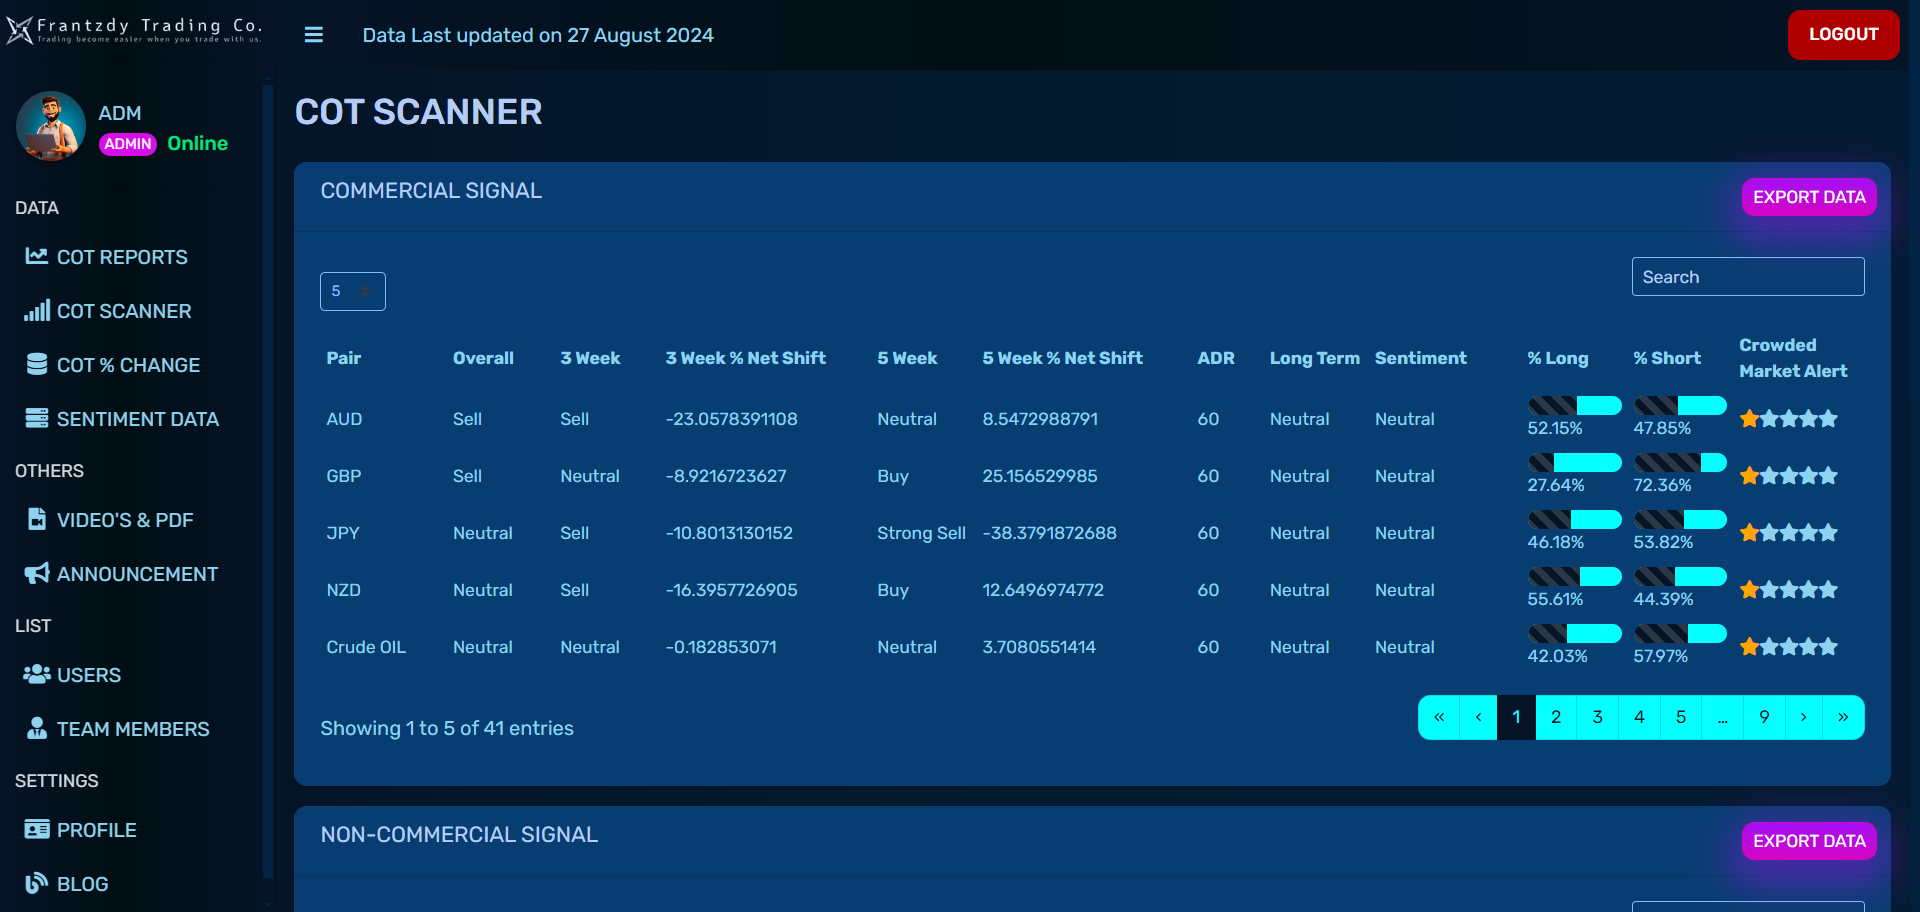 Frantzdy Trading Co.
Trading become easier when you trade with us.
Data Last updated on 27 August 2024
LOGOUT
ADM
ADMIN Online
DATA
COT REPORTS
COT SCANNER
COT % CHANGE
SENTIMENT DATA
OTHERS
VIDEO'S & PDF
ANNOUNCEMENT
LIST
USERS
TEAM MEMBERS
SETTINGS
PROFILE
BLOG
COT SCANNER
COMMERCIAL SIGNAL
EXPORT DATA
5
Search
Pair Overall 3 Week 3 Week % Net Shift 5 Week 5 Week % Net Shift ADR Long Term Sentiment % Long % Short Crowded Market Alert
AUD Sell Sell -23.0578391108 Neutral 8.5472988791 60 Neutral Neutral 52.15% 47.85%
GBP Sell Neutral -8.9216723627 Buy 25.156529985 60 Neutral Neutral 27.64% 72.36%
JPY Neutral Sell -10.8013130152 Strong Sell -38.3791872688 60 Neutral Neutral 46.18% 53.82%
NZD Neutral Sell -16.3957726905 Buy 12.6496974772 60 Neutral Neutral 55.61% 44.39%
Crude OIL Neutral Neutral -0.182853071 Neutral 3.7080551414 60 Neutral Neutral 42.03% 57.97%
Showing 1 to 5 of 41 entries
« ‹ 1 2 3 4 5 ... 9 › »
NON-COMMERCIAL SIGNAL
EXPORT DATA